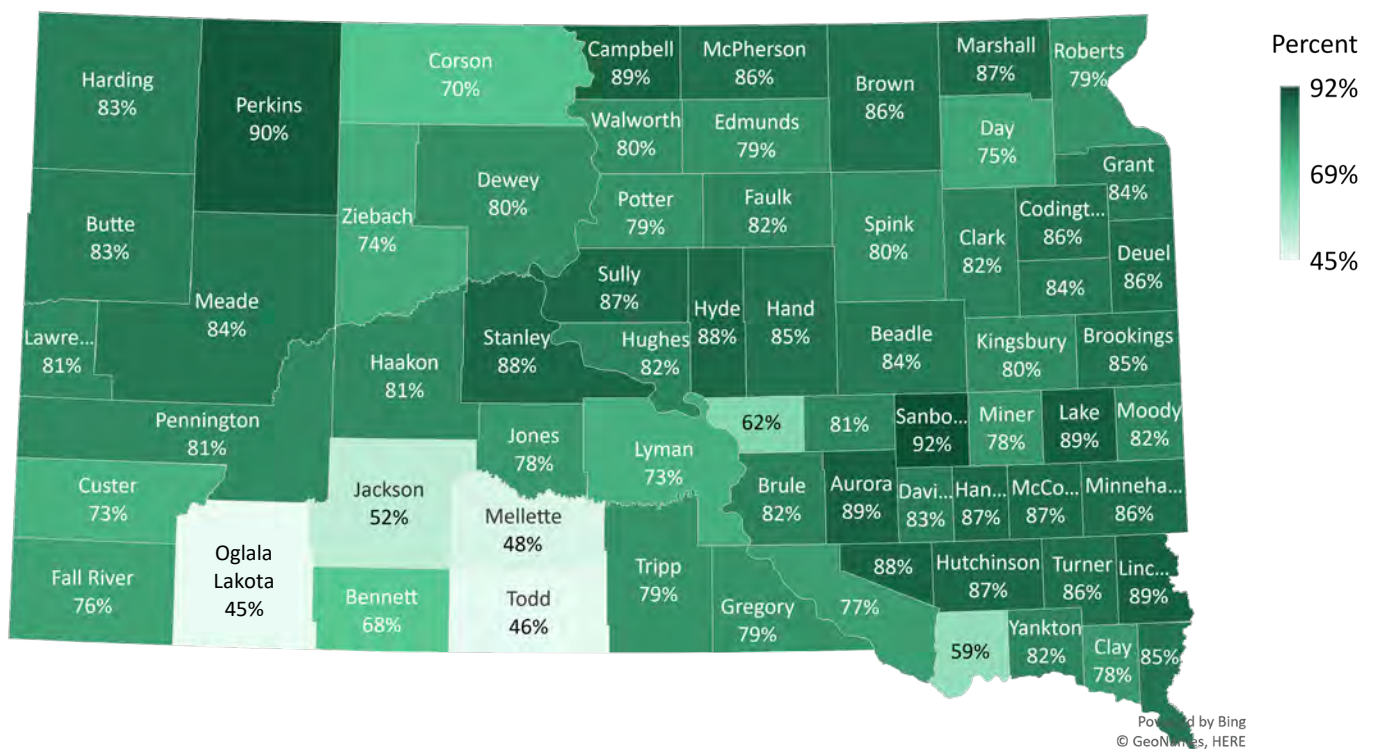 Percent
92%
69%
45%
Harding
83%
Perkins
90%
Corson
70%
Campbell
89%
McPherson
86%
Brown
86%
Marshall
87%
Roberts
79%
Walworth
80%
Edmunds
79%
Day
75%
Grant
84%
Butte
83%
Ziebach
74%
Dewey
80%
Potter
79%
Faulk
82%
Spink
80%
Clark
82%
Codingt...
86%
Deuel
86%
84%
Meade
84%
Sully
87%
Hyde
88%
Hand
85%
Lawre...
81%
Haakon
81%
Stanley
88%
Hughes
82%
Beadle
84%
Kingsbury
80%
Brookings
85%
Pennington
81%
Jones
78%
Lyman
73%
62%
81%
Sanbo...
92%
Miner
78%
Lake
89%
Moody
82%
Custer
73%
Jackson
52%
Mellette
48%
Brule
82%
Aurora
89%
Davi...
83%
Han...
87%
McCo...
87%
Minneha...
86%
Fall River
76%
Oglala
Lakota
45%
Bennett
68%
Todd
46%
Tripp
79%
Gregory
79%
77%
88%
Hutchinson
87%
Turner
86%
Linc...
89%
59%
Yankton
82%
Clay
78%
85%
Powered by Bing
© GeoNames, HERE